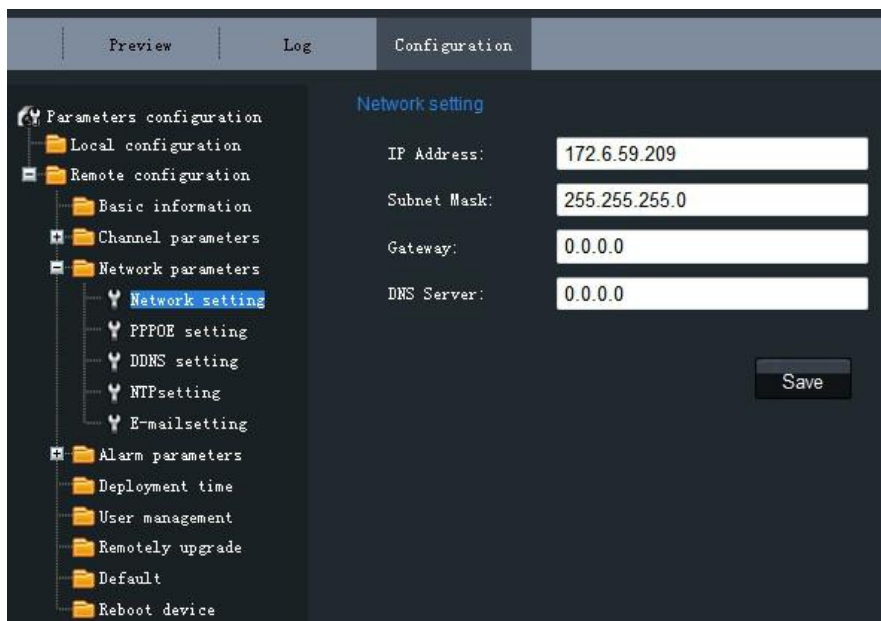 Preview Log Configuration
Parameters configuration
Local configuration
Remote configuration
Basic information
Channel parameters
Network parameters
Network setting
PPPOE setting
DDNS setting
NTPsetting
E-mailsetting
Alarm parameters
Deployment time
User management
Remotely upgrade
Default
Reboot device
Network setting
IP Address: 172.6.59.209
Subnet Mask: 255.255.255.0
Gateway: 0.0.0.0
DNS Server: 0.0.0.0
Save